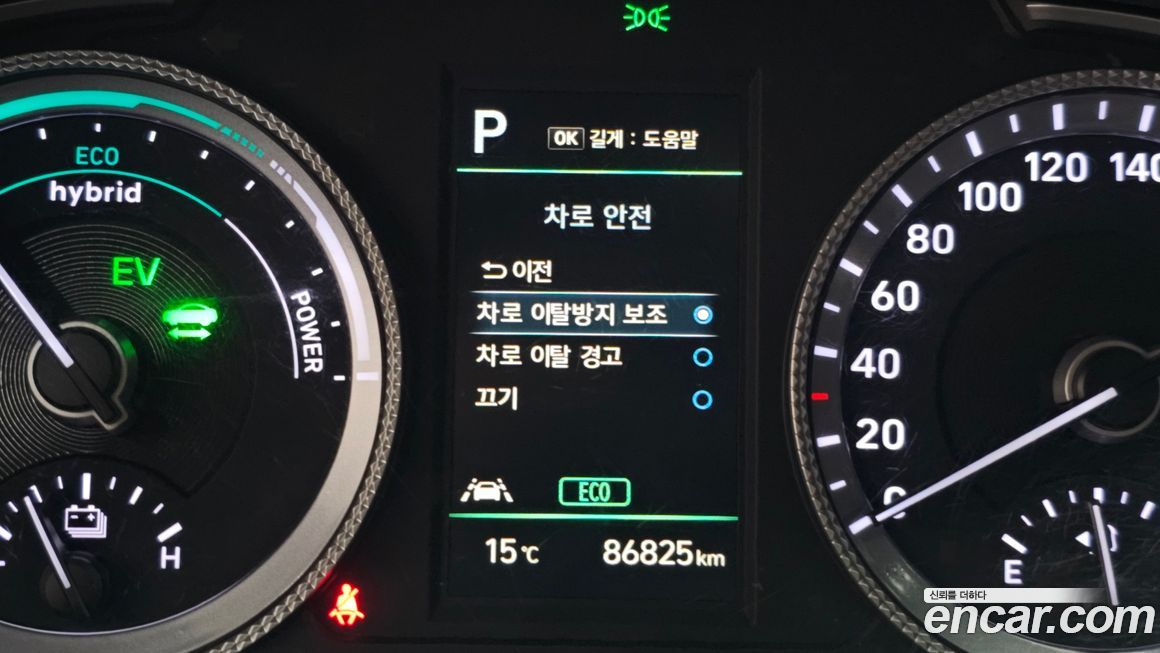 P
OK 길게 : 도움말
차로 안전
이전
차로 이탈방지 보조
차로 이탈 경고
끄기
ECO
15℃
86825 km
ECO
hybrid
EV
POWER
H
140
120
100
80
60
40
20
0
E
신뢰를 더하다
encar.com